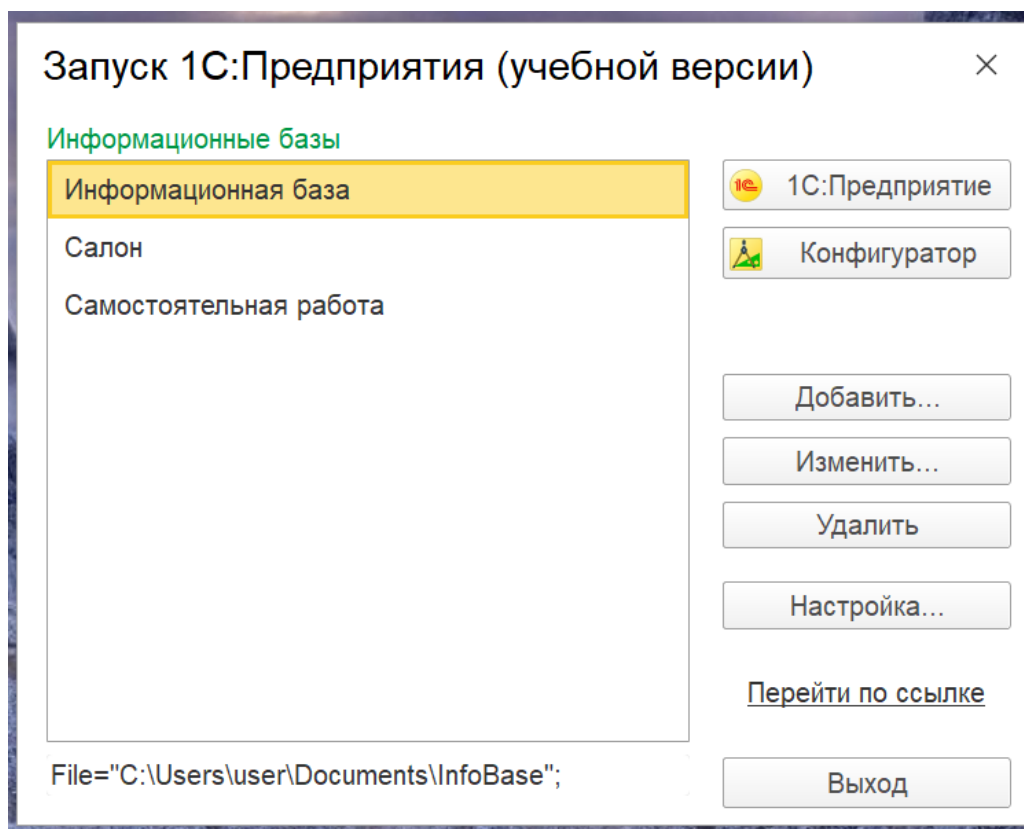 Запуск 1С:Предприятия (учебной версии)
Информационные базы
Информационная база
Салон
Самостоятельная работа
File="C:\Users\user\Documents\InfoBase";
1С 1С:Предприятие
Конфигуратор
Добавить...
Изменить...
Удалить
Настройка...
Перейти по ссылке
Выход